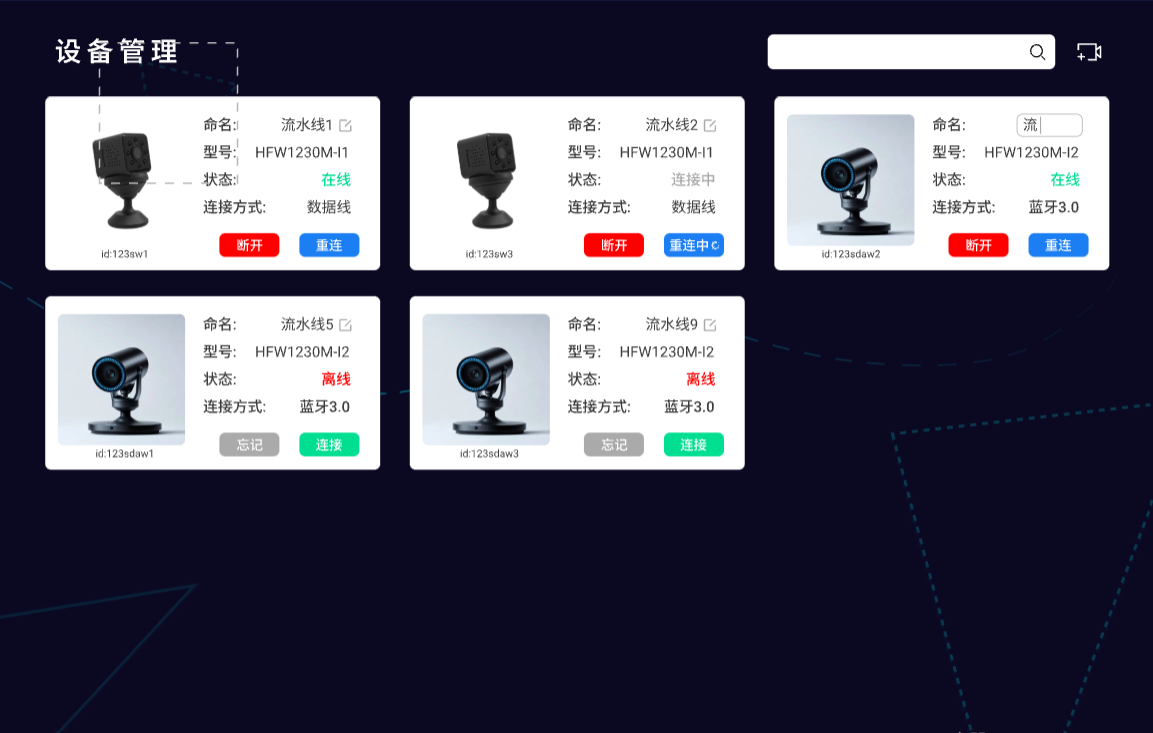 设备管理
命名: 流水线1
型号: HFW1230M-I1
状态: 在线
连接方式: 数据线
断开 重连
id:123sw1
命名: 流水线2
型号: HFW1230M-I1
状态: 连接中
连接方式: 数据线
断开 重连中
id:123sw3
命名: 流
型号: HFW1230M-I2
状态: 在线
连接方式: 蓝牙3.0
断开 重连
id:123sdaw2
命名: 流水线5
型号: HFW1230M-I2
状态: 离线
连接方式: 蓝牙3.0
忘记 连接
id:123sdaw1
命名: 流水线9
型号: HFW1230M-I2
状态: 离线
连接方式: 蓝牙3.0
忘记 连接
id:123sdaw3